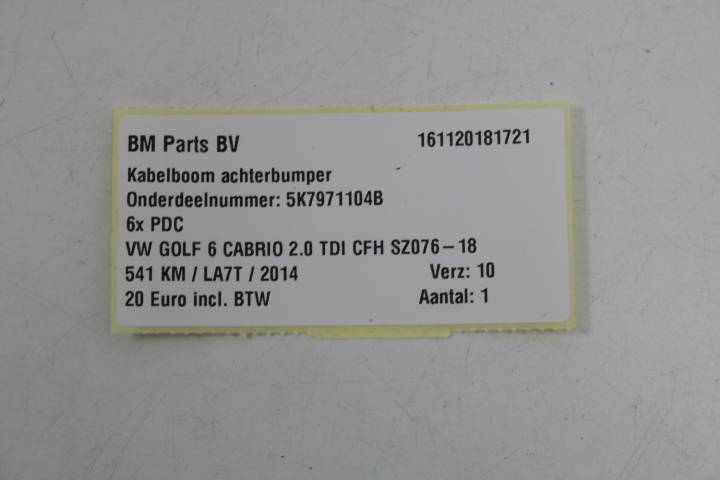 BM Parts BV 161120181721
Kabelboom achterbumper
Onderdeelnummer: 5K7971104B
6x PDC
VW GOLF 6 CABRIO 2.0 TDI CFH SZ076-18
541 KM / LA7T / 2014 Verz: 10
20 Euro incl. BTW Aantal: 1